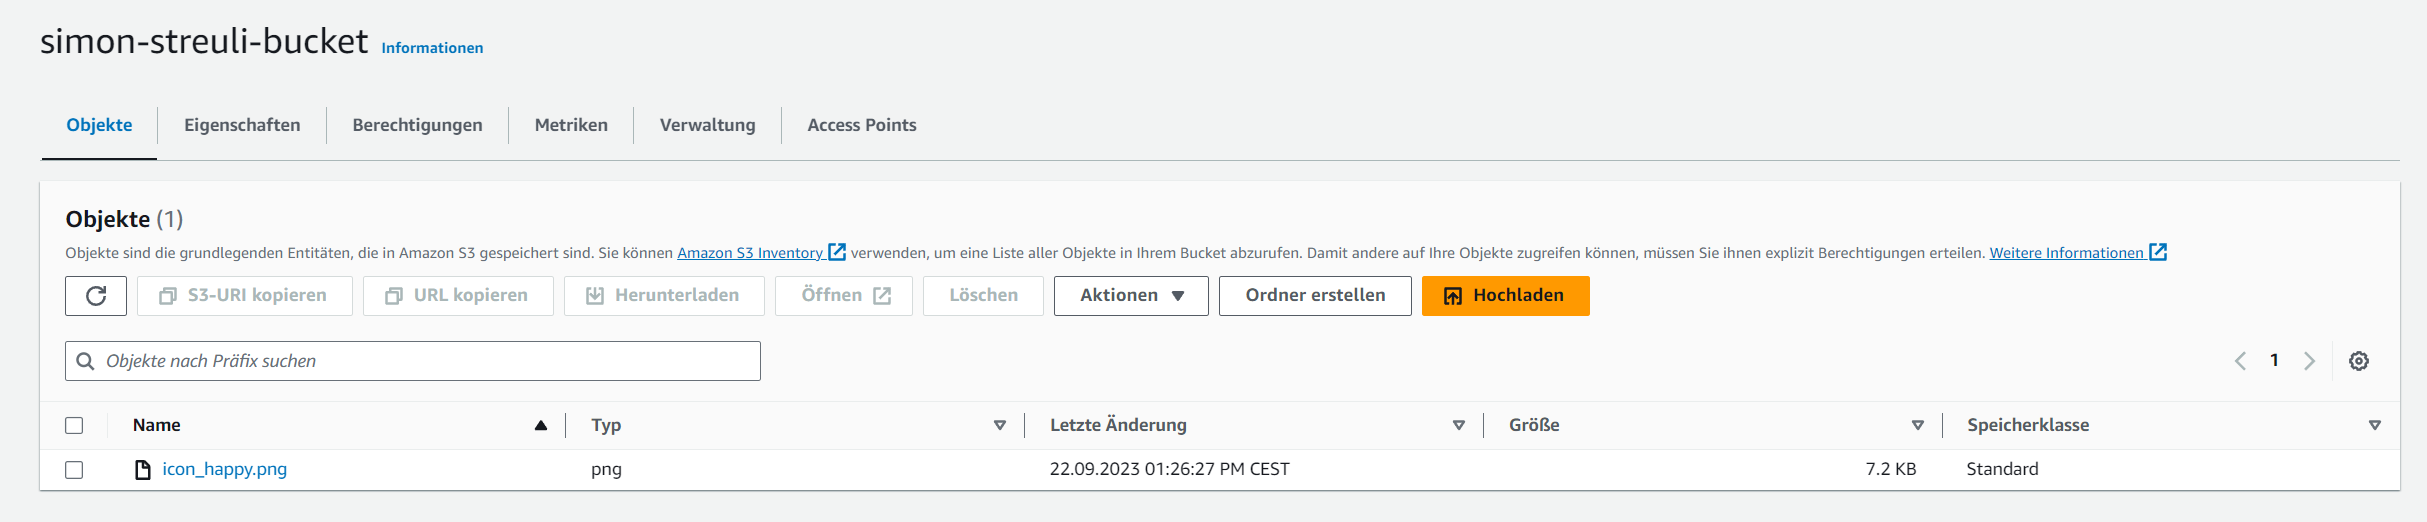 simon-streuli-bucket Informationen
Objekte Eigenschaften Berechtigungen Metriken Verwaltung Access Points
Objekte (1)
Objekte sind die grundlegenden Entitäten, die in Amazon S3 gespeichert sind. Sie können Amazon S3 Inventory verwenden, um eine Liste aller Objekte in Ihrem Bucket abzurufen. Damit andere auf Ihre Objekte zugreifen können, müssen Sie ihnen explizit Berechtigungen erteilen. Weitere Informationen
S3-URI kopieren URL kopieren Herunterladen Öffnen Löschen Aktionen Ordner erstellen Hochladen
Objekte nach Präfix suchen 1
Name Typ Letzte Änderung Größe Speicherklasse
icon_happy.png png 22.09.2023 01:26:27 PM CEST 7.2 KB Standard